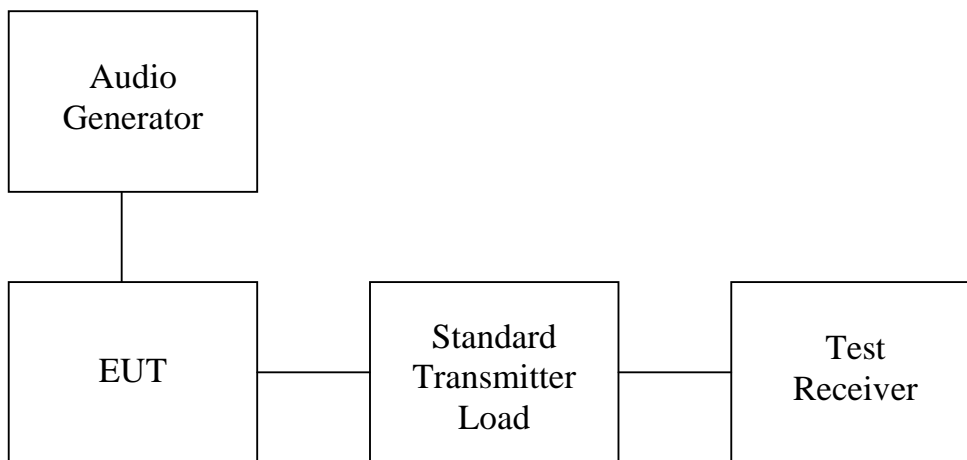 Audio
Generator
EUT
Standard
Transmitter
Load
Test
Receiver